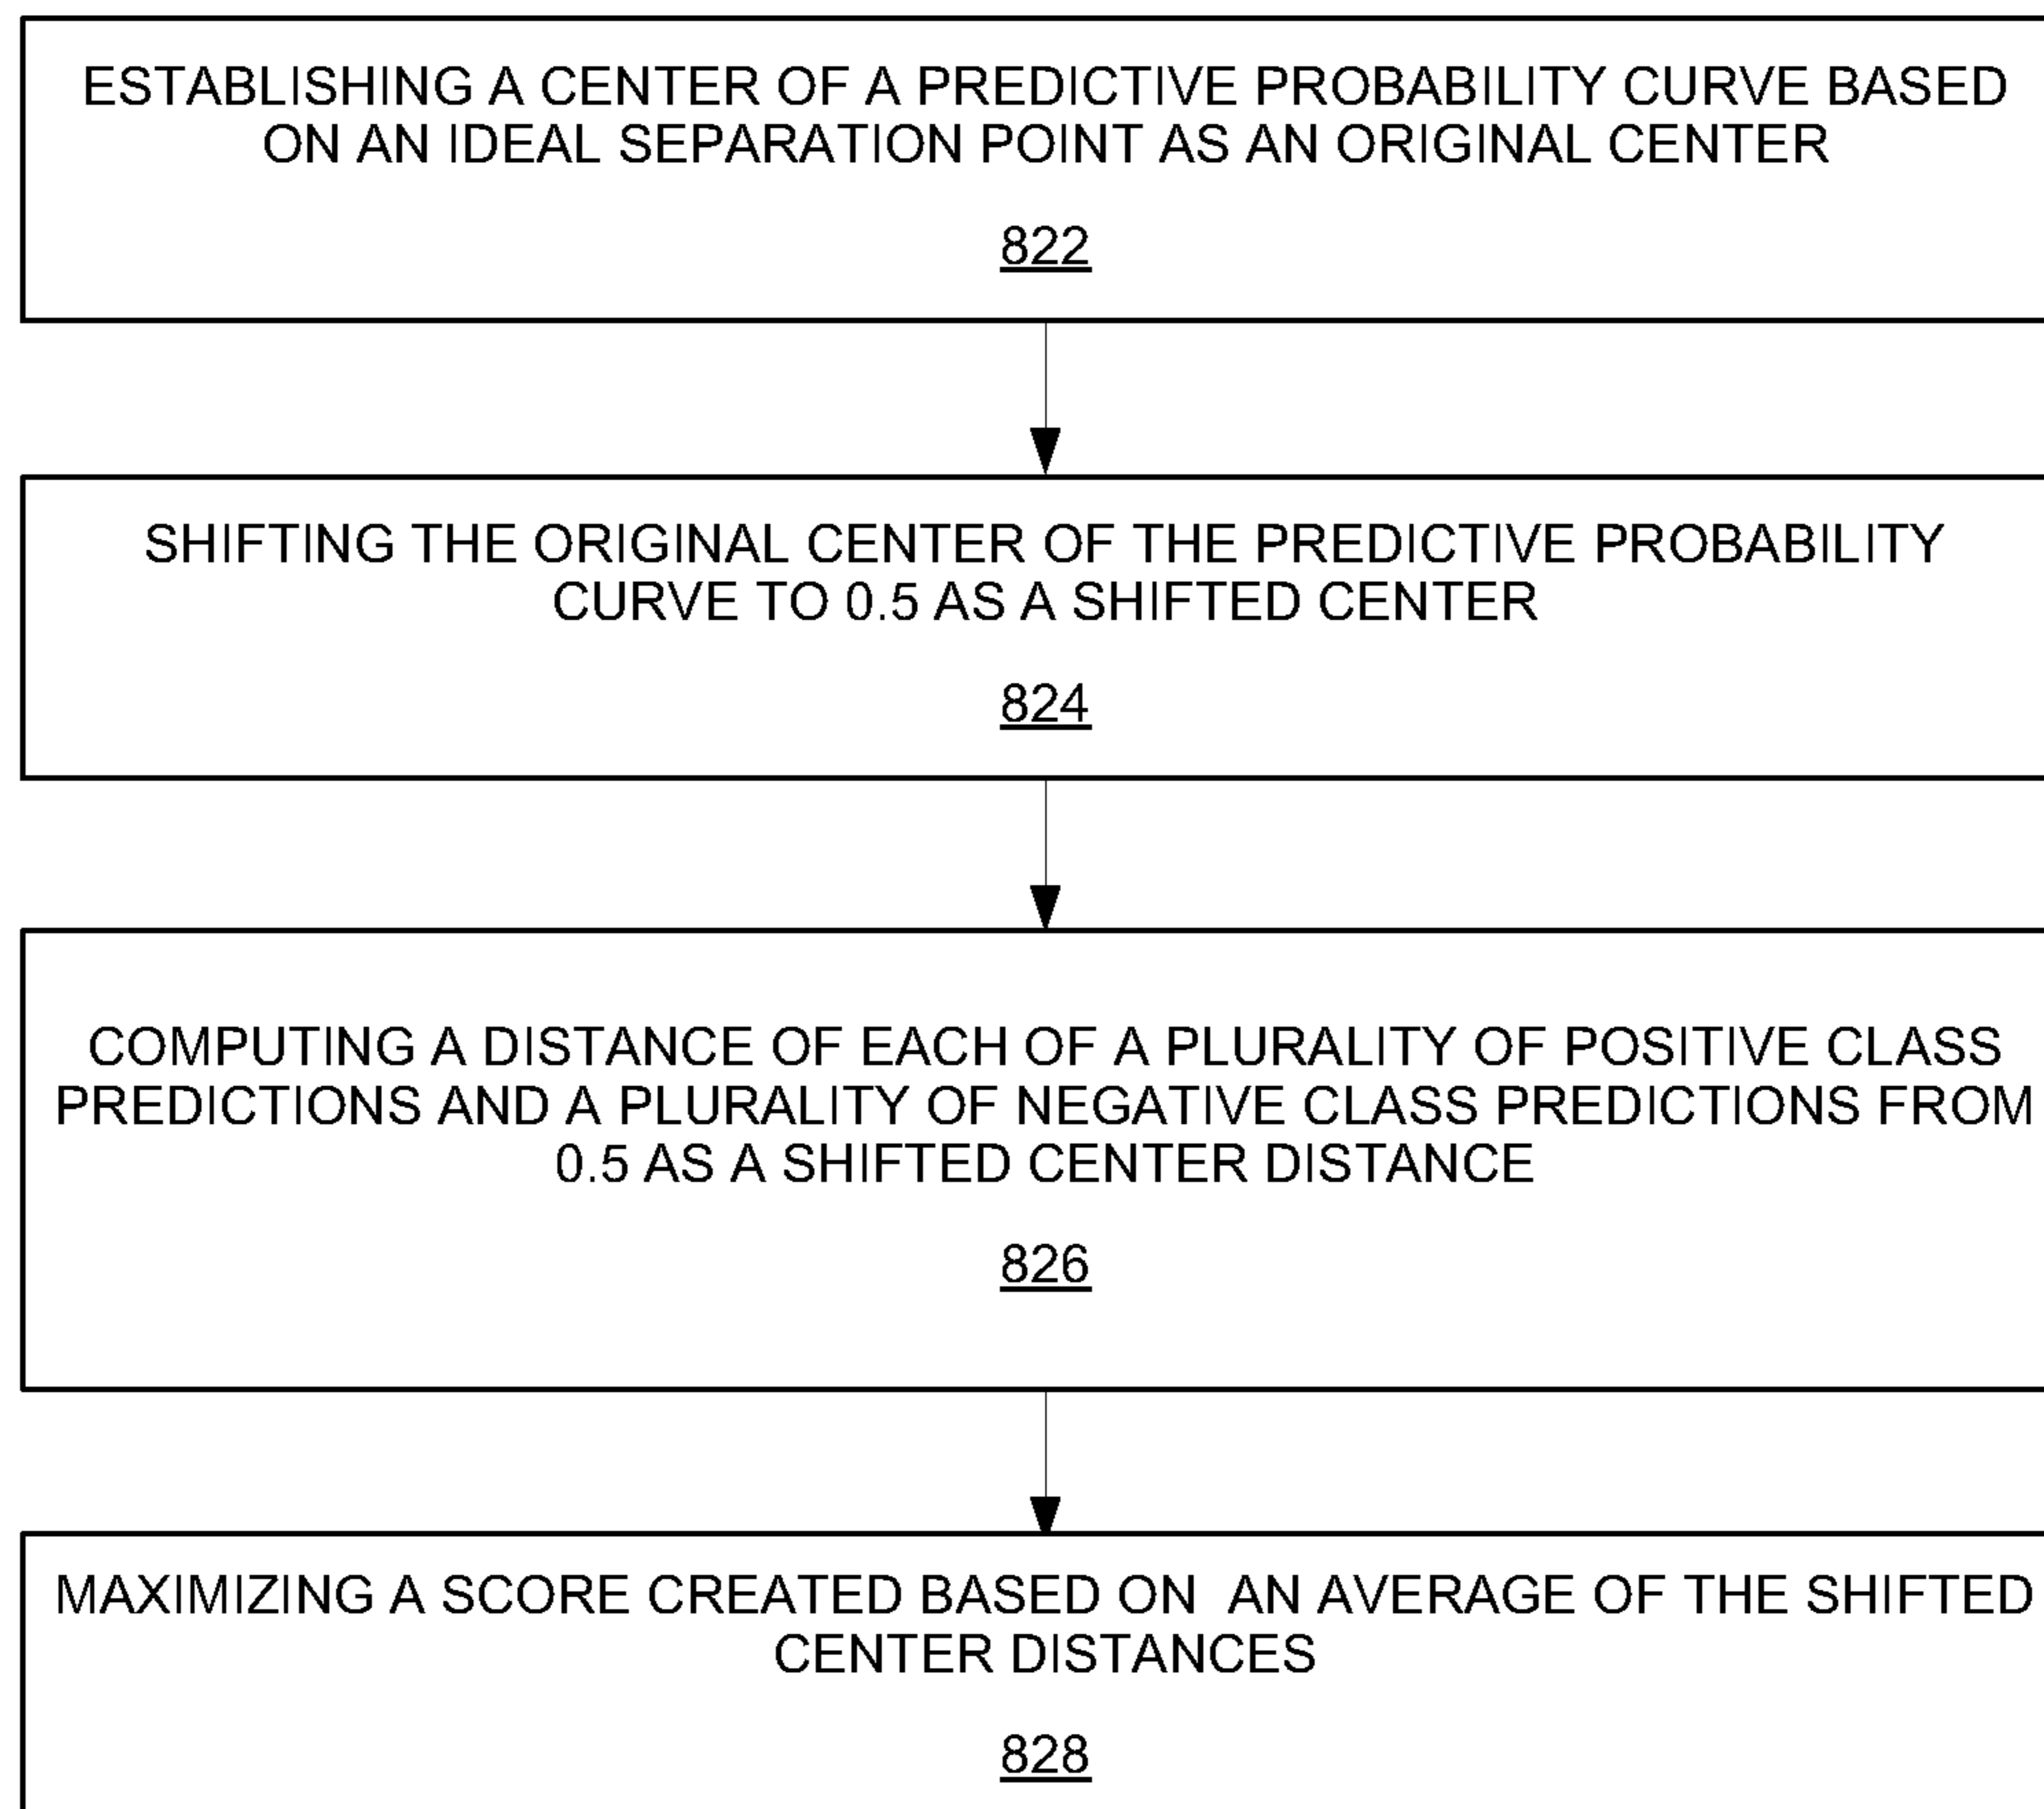 ESTABLISHING A CENTER OF A PREDICTIVE PROBABILITY CURVE BASED
ON AN IDEAL SEPARATION POINT AS AN ORIGINAL CENTER
822
SHIFTING THE ORIGINAL CENTER OF THE PREDICTIVE PROBABILITY
CURVE TO 0.5 AS A SHIFTED CENTER
824
COMPUTING A DISTANCE OF EACH OF A PLURALITY OF POSITIVE CLASS
PREDICTIONS AND A PLURALITY OF NEGATIVE CLASS PREDICTIONS FROM
0.5 AS A SHIFTED CENTER DISTANCE
826
MAXIMIZING A SCORE CREATED BASED ON AN AVERAGE OF THE SHIFTED
CENTER DISTANCES
828